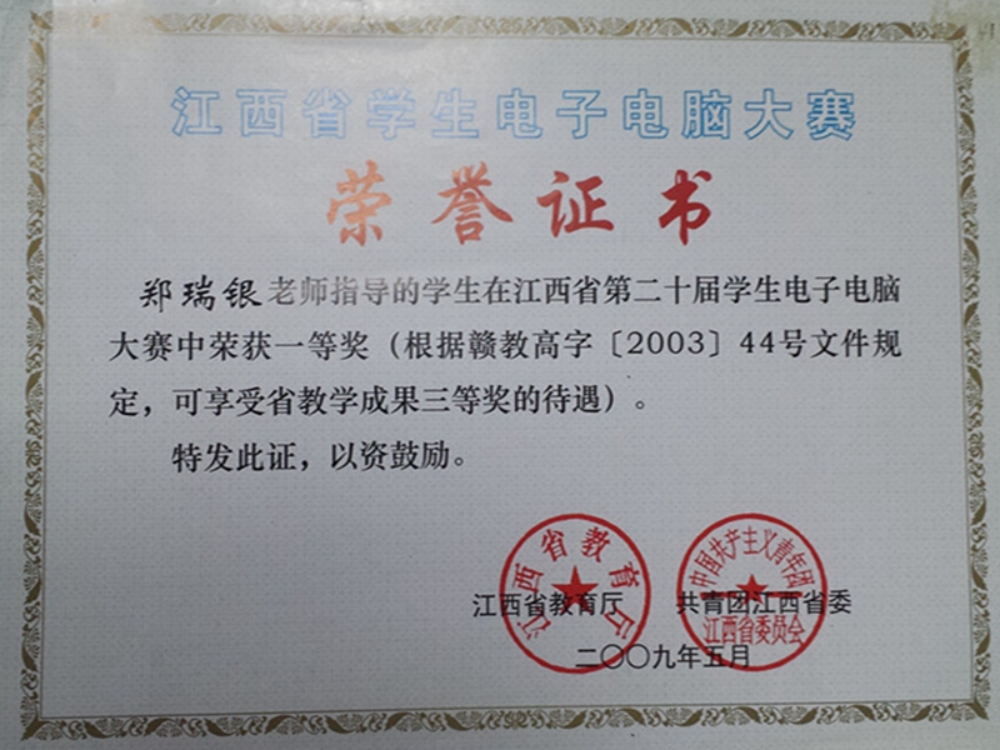 江西省学生电子电脑大赛
荣誉证书
郑瑞银老师指导的学生在江西省第二十届学生电子电脑
大赛中荣获一等奖（根据赣教高字〔2003〕44号文件规
定，可享受省教学成果三等奖的待遇）。
特发此证，以资鼓励。
江西省教育厅
中国共产主义青年团
江西省委员会
江西省教育厅 共青团江西省委
二〇〇九年五月